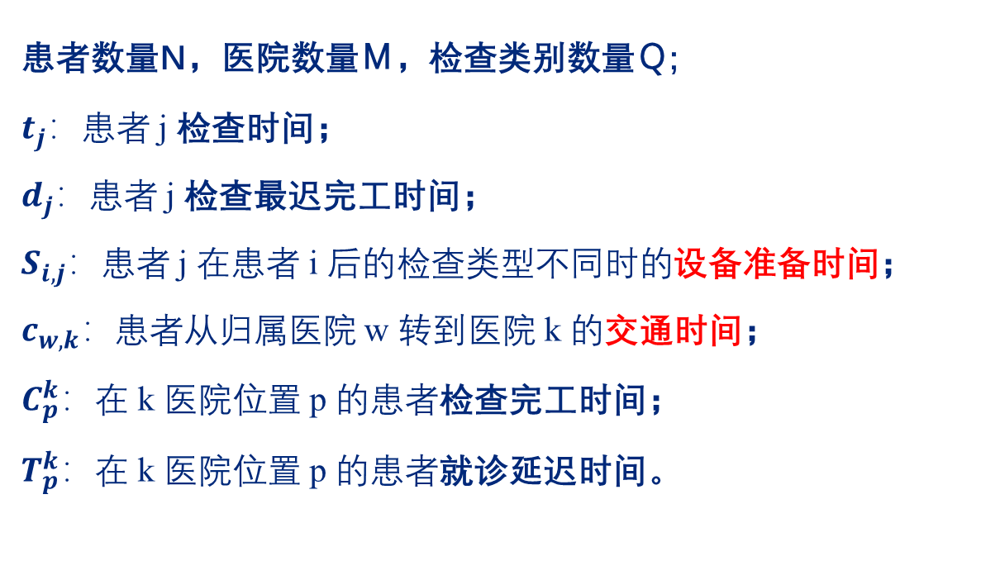 患者数量N，医院数量M，检查类别数量Q；
t_j：患者 j 检查时间；
d_j：患者 j 检查最迟完工时间；
S_{i,j}：患者 j 在患者 i 后的检查类型不同时的设备准备时间；
c_{w,k}：患者从归属医院 w 转到医院 k 的交通时间；
C_p^k：在 k 医院位置 p 的患者检查完工时间；
T_p^k：在 k 医院位置 p 的患者就诊延迟时间。